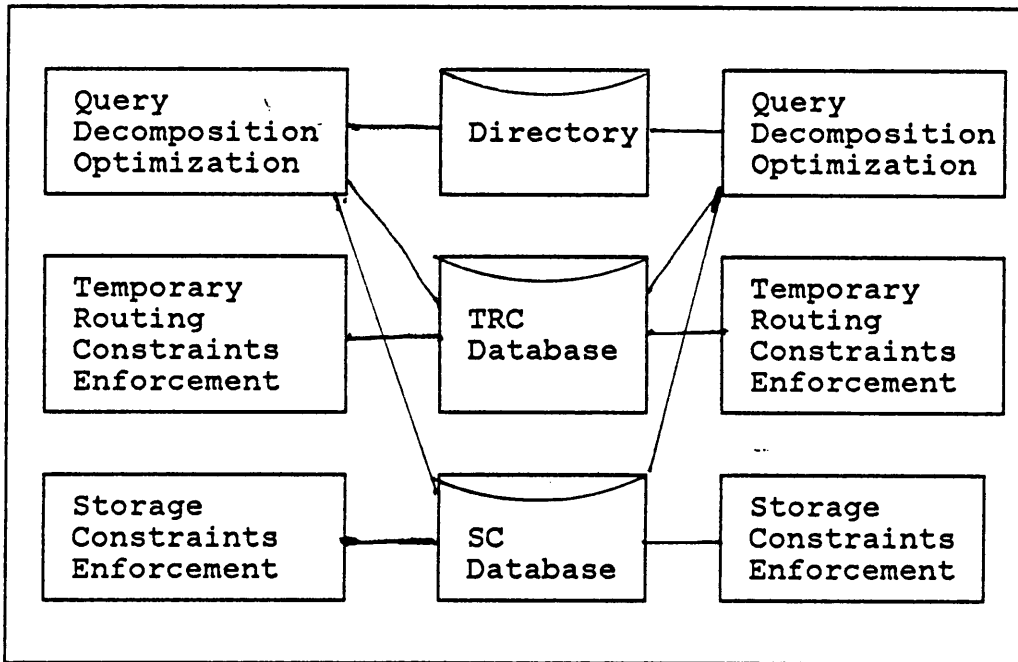 Query
Decomposition
Optimization
Directory
Query
Decomposition
Optimization
Temporary
Routing
Constraints
Enforcement
TRC
Database
Temporary
Routing
Constraints
Enforcement
Storage
Constraints
Enforcement
SC
Database
Storage
Constraints
Enforcement